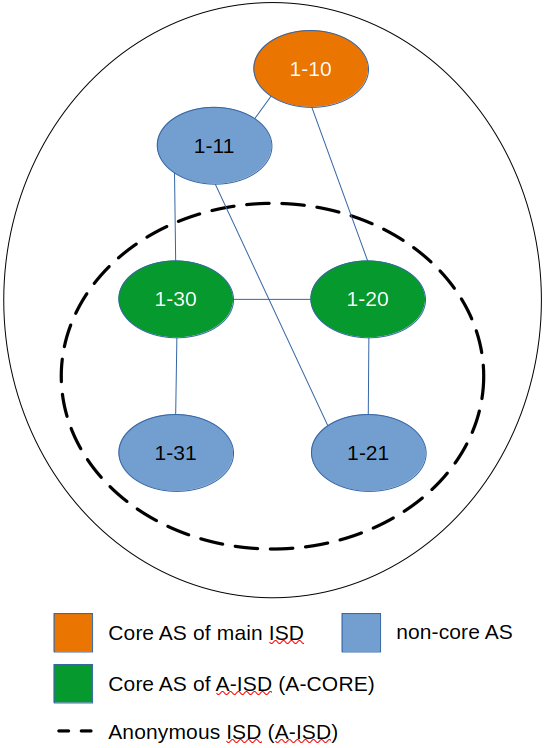 1-10
1-11
1-30
1-20
1-31
1-21
Core AS of main ISD
non-core AS
Core AS of A-ISD (A-CORE)
Anonymous ISD (A-ISD)